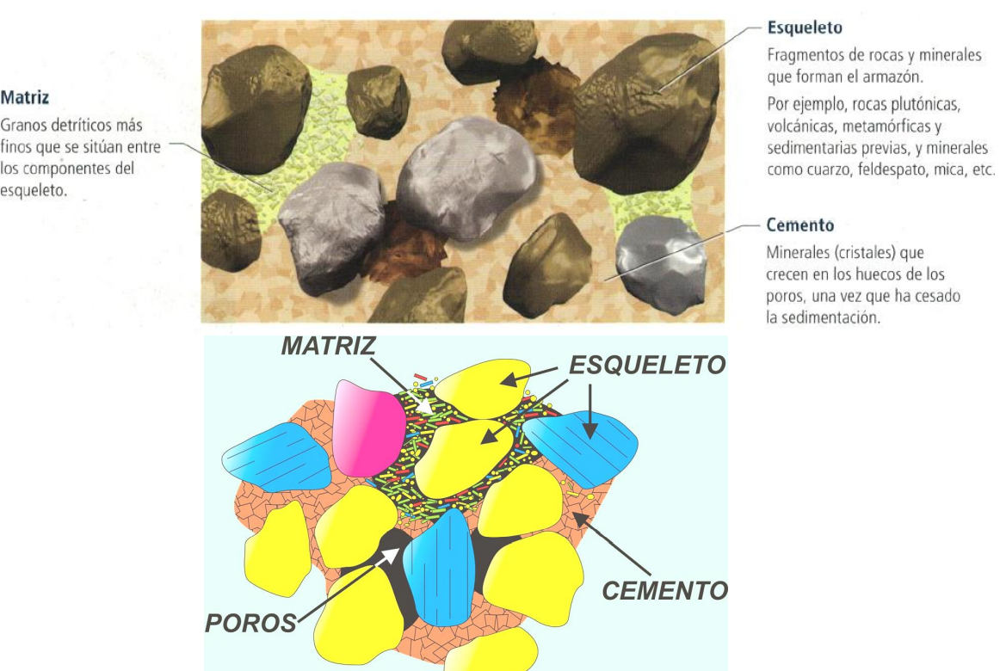 Matriz
Granos detríticos más
finos que se sitúan entre
los componentes del
esqueleto.
Esqueleto
Fragmentos de rocas y minerales
que forman el armazón.
Por ejemplo, rocas plutónicas,
volcánicas, metamórficas y
sedimentarias previas, y minerales
como cuarzo, feldespato, mica, etc.
Cemento
Minerales (cristales) que
crecen en los huecos de los
poros, una vez que ha cesado
la sedimentación.
MATRIZ
ESQUELETO
CEMENTO
POROS